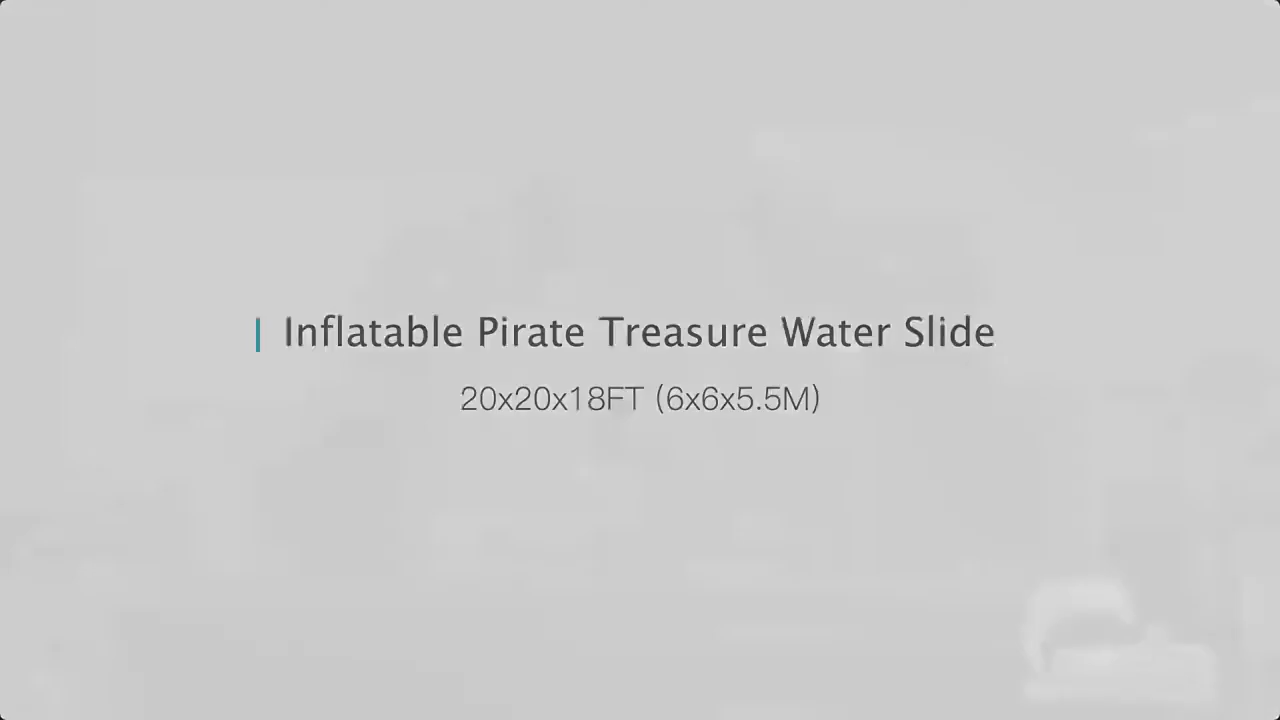 Inflatable Pirate Treasure Water Slide
20x20x18FT (6x6x5.5M)